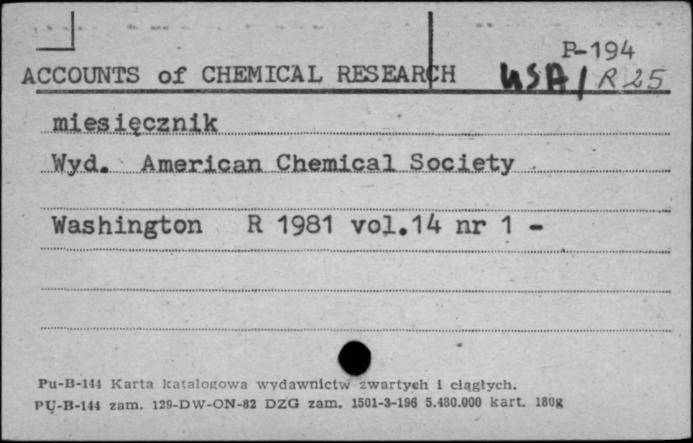 P-194
ACCOUNTS of CHEMICAL RESEARCH USA/ R 25
miesięcznik
Wyd. American Chemical Society
Washington R 1981 vol.14 nr 1 -
Pu-B-144 Karta katalogowa wydawnictw zwartych i ciągłych.
PU-B-144 zam. 129-DW-ON-82 DZG zam. 1501-3-196 5.480.000 kart. 180g